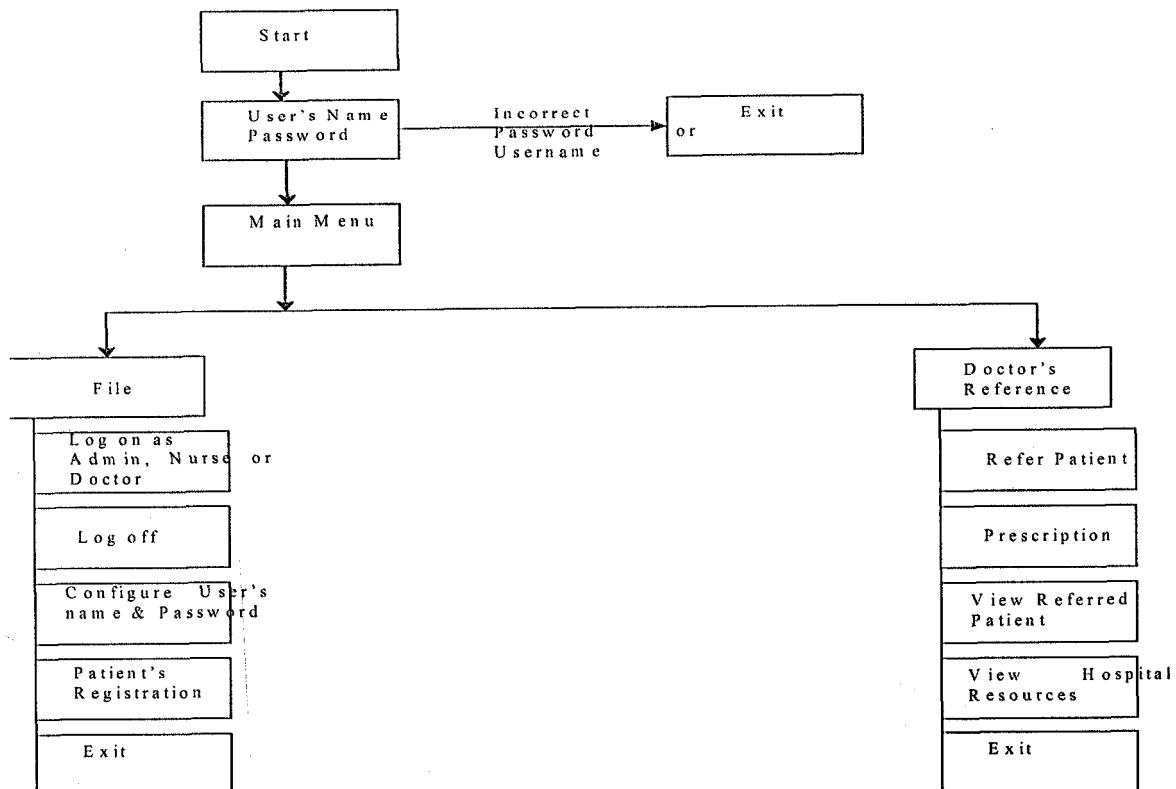 Start
User's Name
Password
Incorrect
Password or
Username
Exit
Main Menu
File
Log on as
Admin, Nurse or
Doctor
Log off
Configure User's
name & Password
Patient's
Registration
Exit
Doctor's
Reference
Refer Patient
Prescription
View Referred
Patient
View Hospital
Resources
Exit